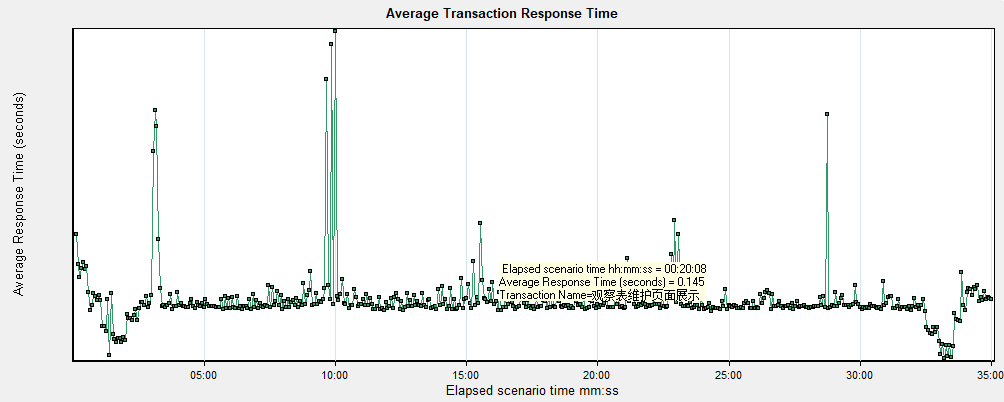 Average Transaction Response Time
Average Response Time (seconds)
Elapsed scenario time hh:mm:ss = 00:20:08
Average Response Time (seconds) = 0.145
Transaction Name=观察表维护页面展示
05:00 10:00 15:00 20:00 25:00 30:00 35:00
Elapsed scenario time mm:ss